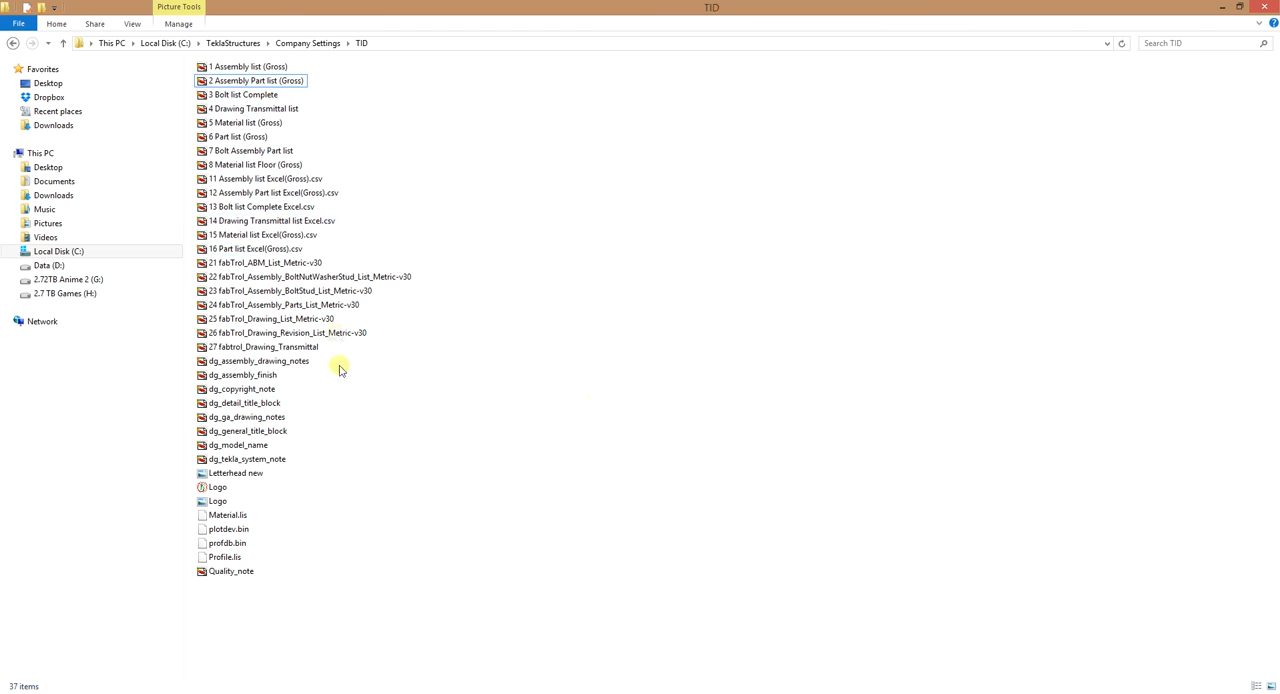 Picture Tools
TID
File
Home
Share
View
Manage
This PC
Local Disk (C:)
TeklaStructures
Company Settings
TID
Search TID
Favorites
Desktop
Dropbox
Recent places
Downloads
This PC
Desktop
Documents
Downloads
Music
Pictures
Videos
Local Disk (C:)
Data (D:)
2.72TB Anime 2 (G:)
2.7 TB Games (H:)
Network
1 Assembly list (Gross)
2 Assembly Part list (Gross)
3 Bolt list Complete
4 Drawing Transmittal list
5 Material list (Gross)
6 Part list (Gross)
7 Bolt Assembly Part list
8 Material list Floor (Gross)
11 Assembly list Excel(Gross).csv
12 Assembly Part list Excel(Gross).csv
13 Bolt list Complete Excel.csv
14 Drawing Transmittal list Excel.csv
15 Material list Excel(Gross).csv
16 Part list Excel(Gross).csv
21 fabTrol_ABM_List_Metric-v30
22 fabTrol_Assembly_BoltNutWasherStud_List_Metric-v30
23 fabTrol_Assembly_BoltStud_List_Metric-v30
24 fabTrol_Assembly_Parts_List_Metric-v30
25 fabTrol_Drawing_List_Metric-v30
26 fabTrol_Drawing_Revision_List_Metric-v30
27 fabtrol_Drawing_Transmittal
dg_assembly_drawing_notes
dg_assembly_finish
dg_copyright_note
dg_detail_title_block
dg_ga_drawing_notes
dg_general_title_block
dg_model_name
dg_tekla_system_note
Letterhead new
Logo
Logo
Material.lis
plotdev.bin
profdb.bin
Profile.lis
Quality_note
37 items